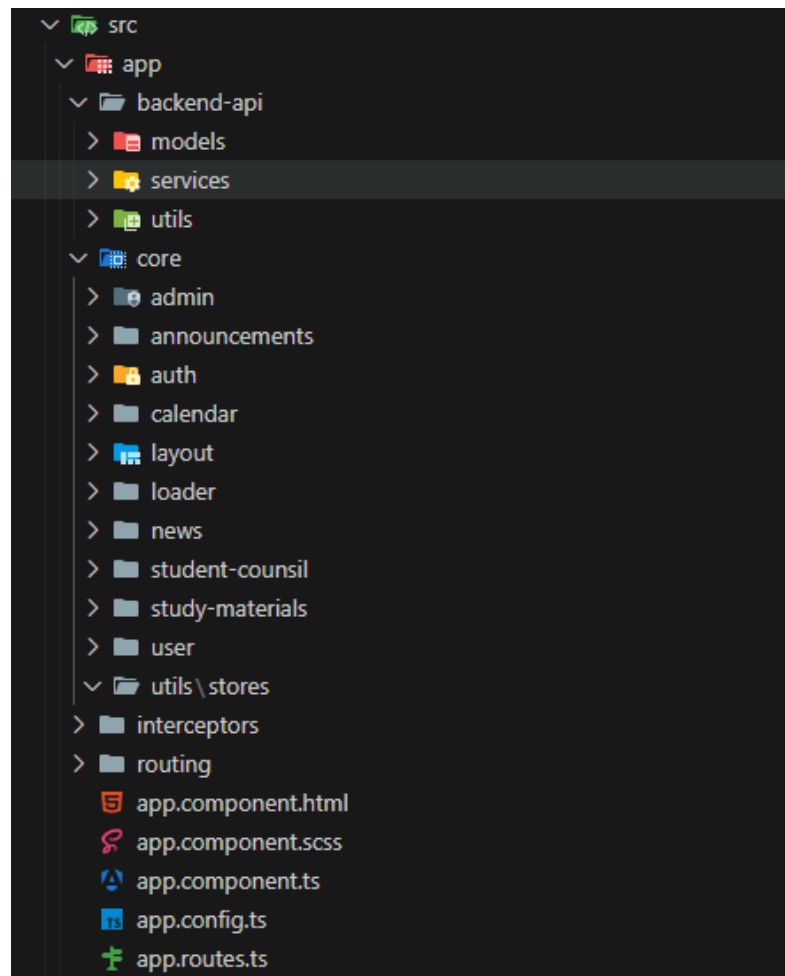 src
app
backend-api
models
services
utils
core
admin
announcements
auth
calendar
layout
loader
news
student-counsil
study-materials
user
utils\stores
interceptors
routing
app.component.html
app.component.scss
app.component.ts
TS app.config.ts
app.routes.ts